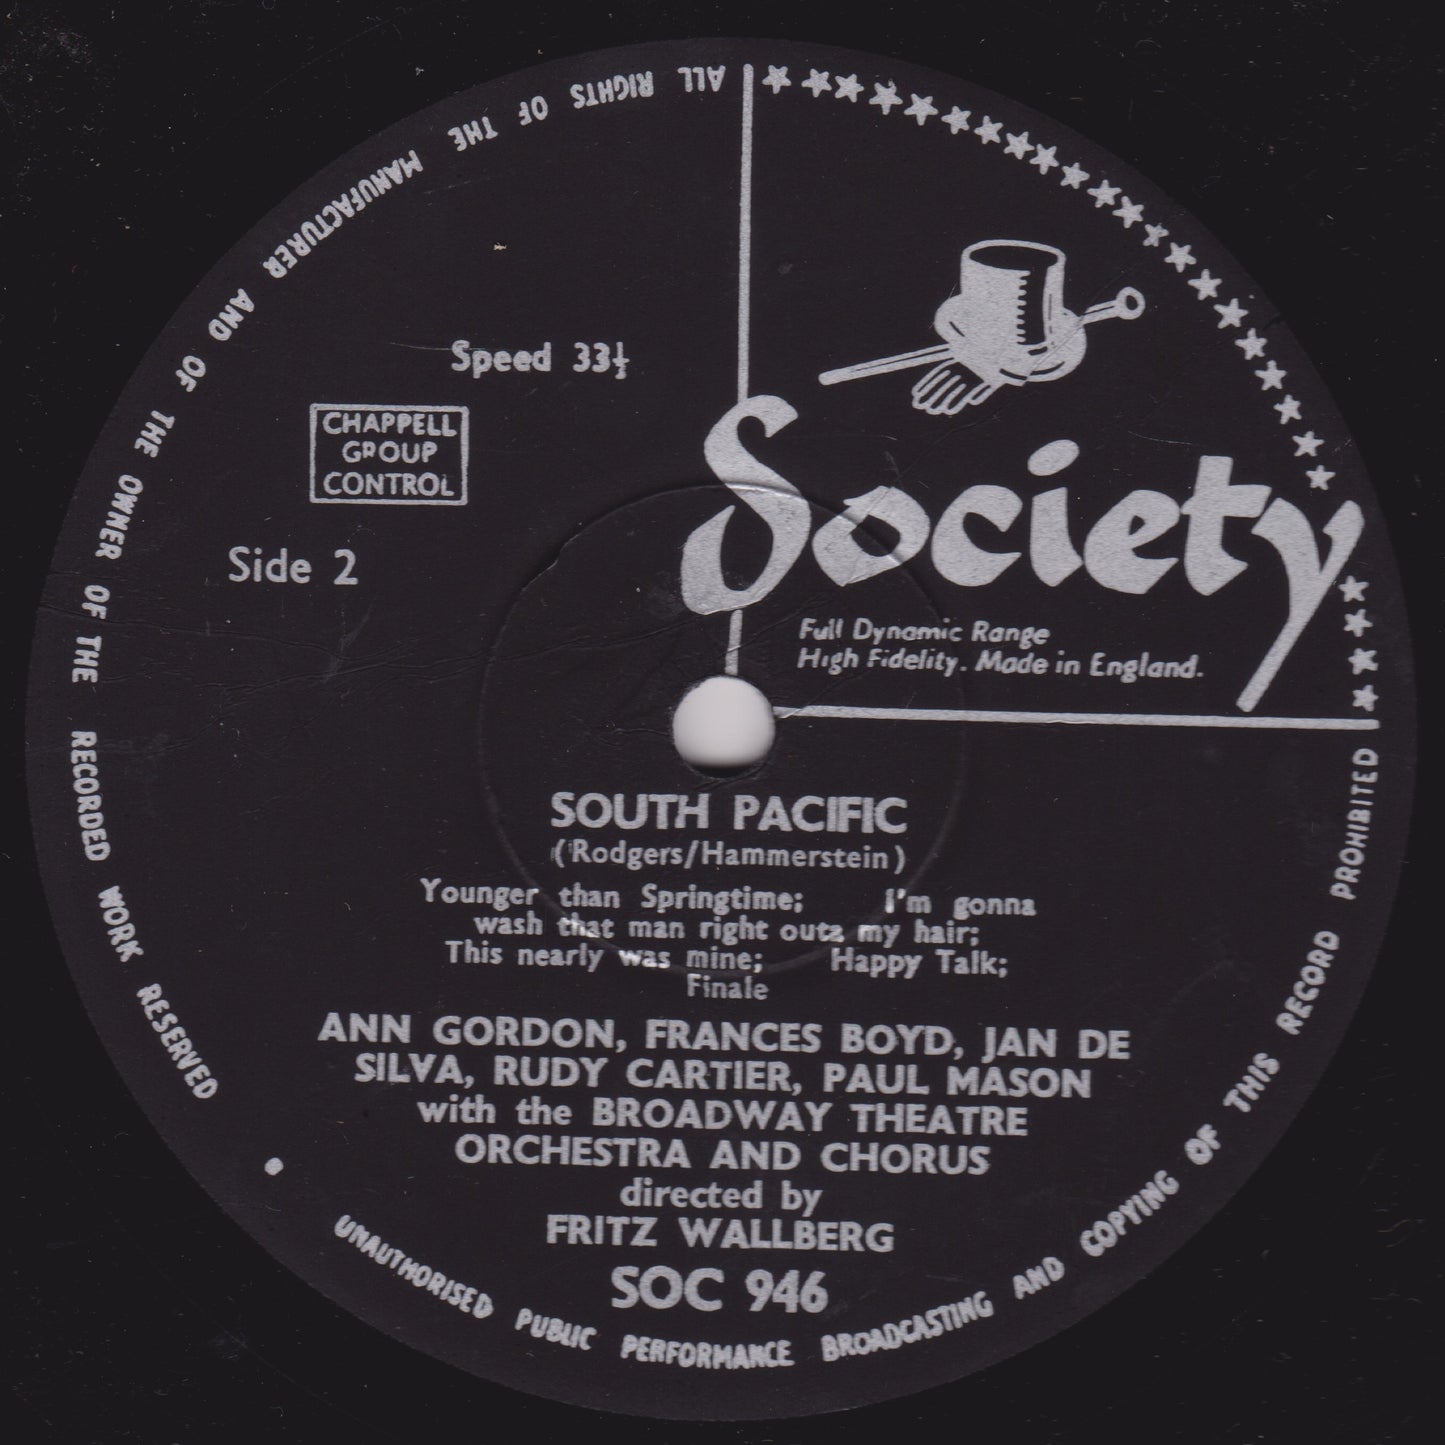 ALL RIGHTS OF THE MANUFACTURER AND OF THE OWNER OF THE RECORDED WORK RESERVED
Speed 33½
CHAPPELL
GROUP
CONTROL
Side 2
Society
Full Dynamic Range
High Fidelity. Made in England.
SOUTH PACIFIC
(Rodgers/Hammerstein)
Younger than Springtime; I'm gonna
wash that man right outa my hair;
This nearly was mine; Happy Talk;
Finale
ANN GORDON, FRANCES BOYD, JAN DE
SILVA, RUDY CARTIER, PAUL MASON
with the BROADWAY THEATRE
ORCHESTRA AND CHORUS
directed by
FRITZ WALLBERG
SOC 946
UNAUTHORISED PUBLIC PERFORMANCE BROADCASTING AND COPYING OF THIS RECORD PROHIBITED